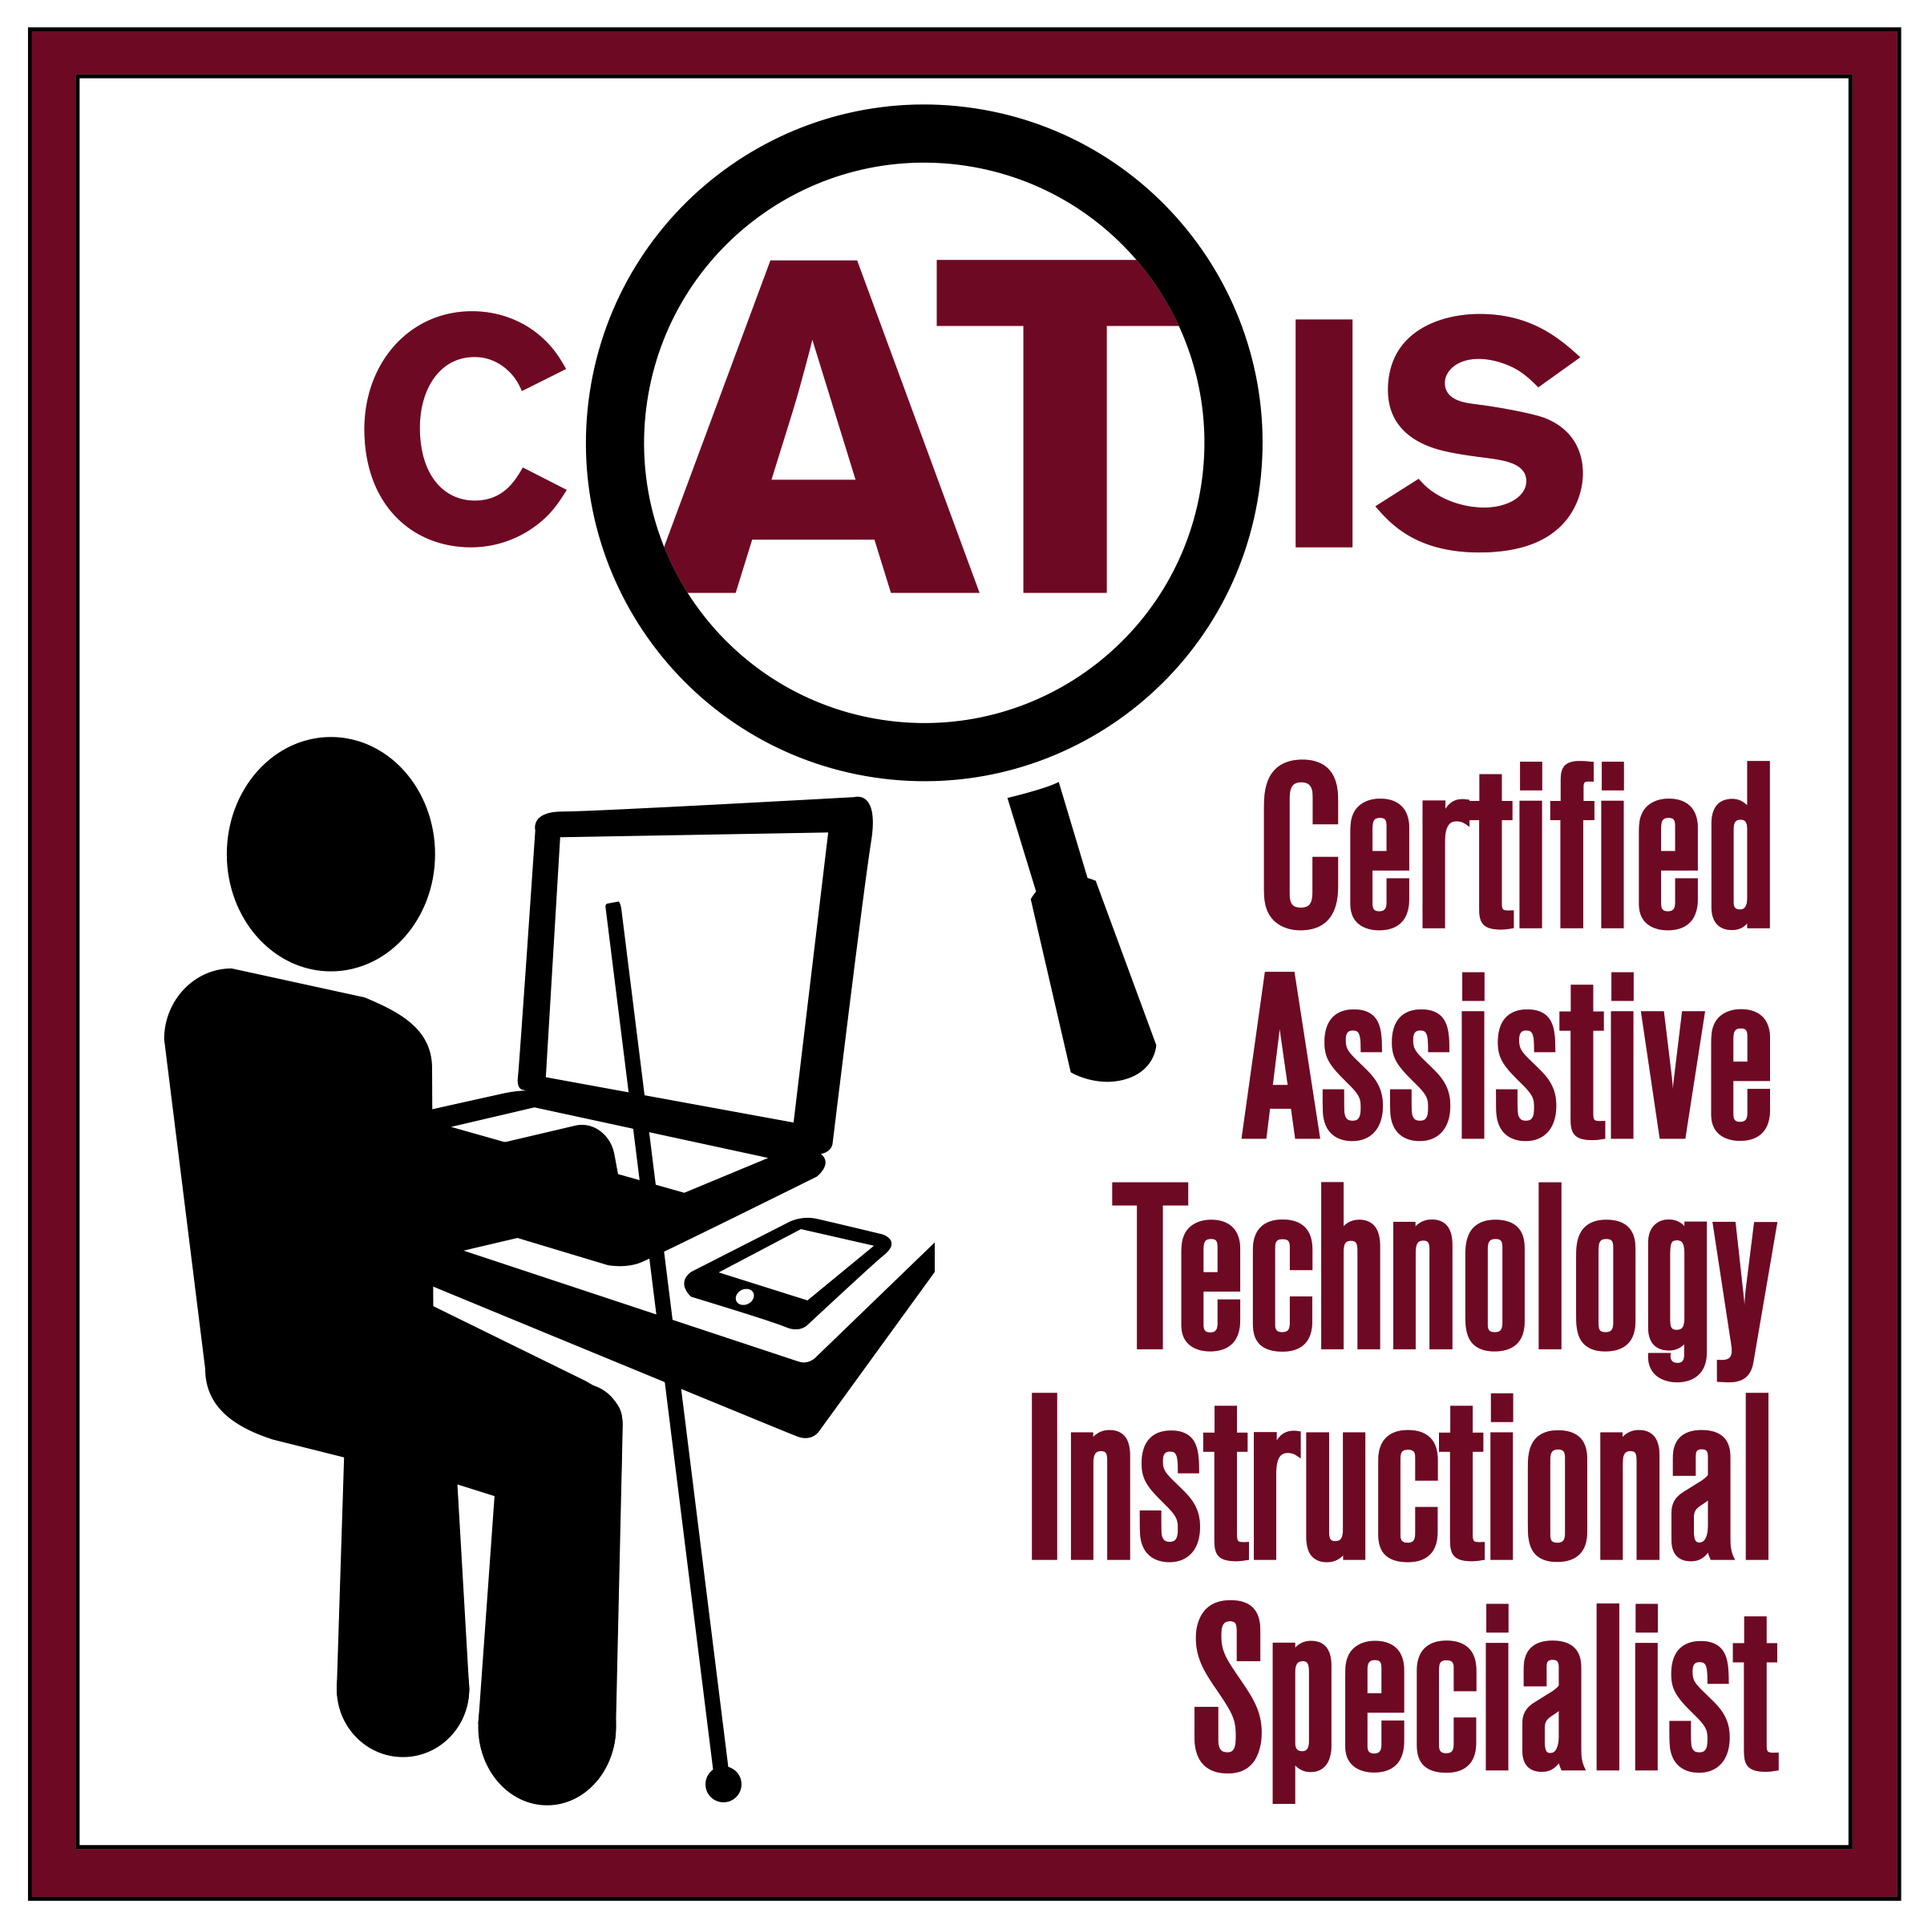 CATIS
Certified
Assistive
Technology
Instructional
Specialist